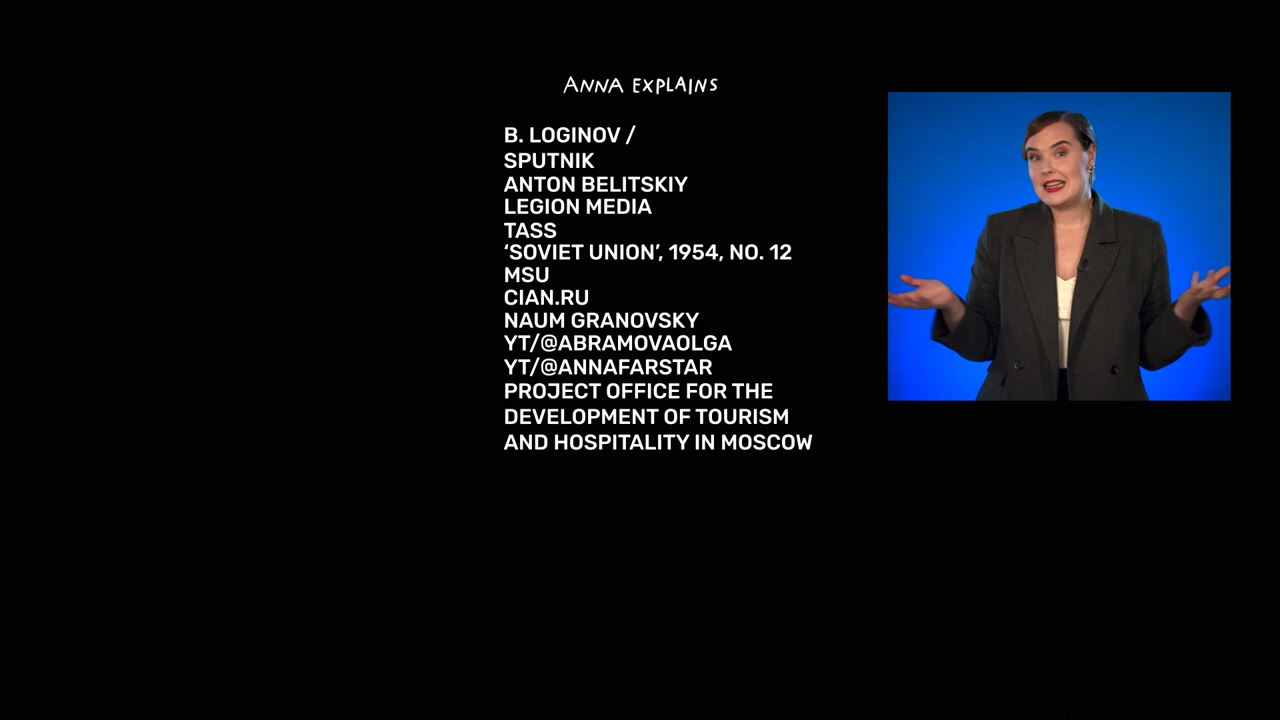 ANNA EXPLAINS
B. LOGINOV /
SPUTNIK
ANTON BELITSKIY
LEGION MEDIA
TASS
‘SOVIET UNION’, 1954, NO. 12
MSU
CIAN.RU
NAUM GRANOVSKY
YT/@ABRAMOVAOLGA
YT/@ANNAFARSTAR
PROJECT OFFICE FOR THE
DEVELOPMENT OF TOURISM
AND HOSPITALITY IN MOSCOW